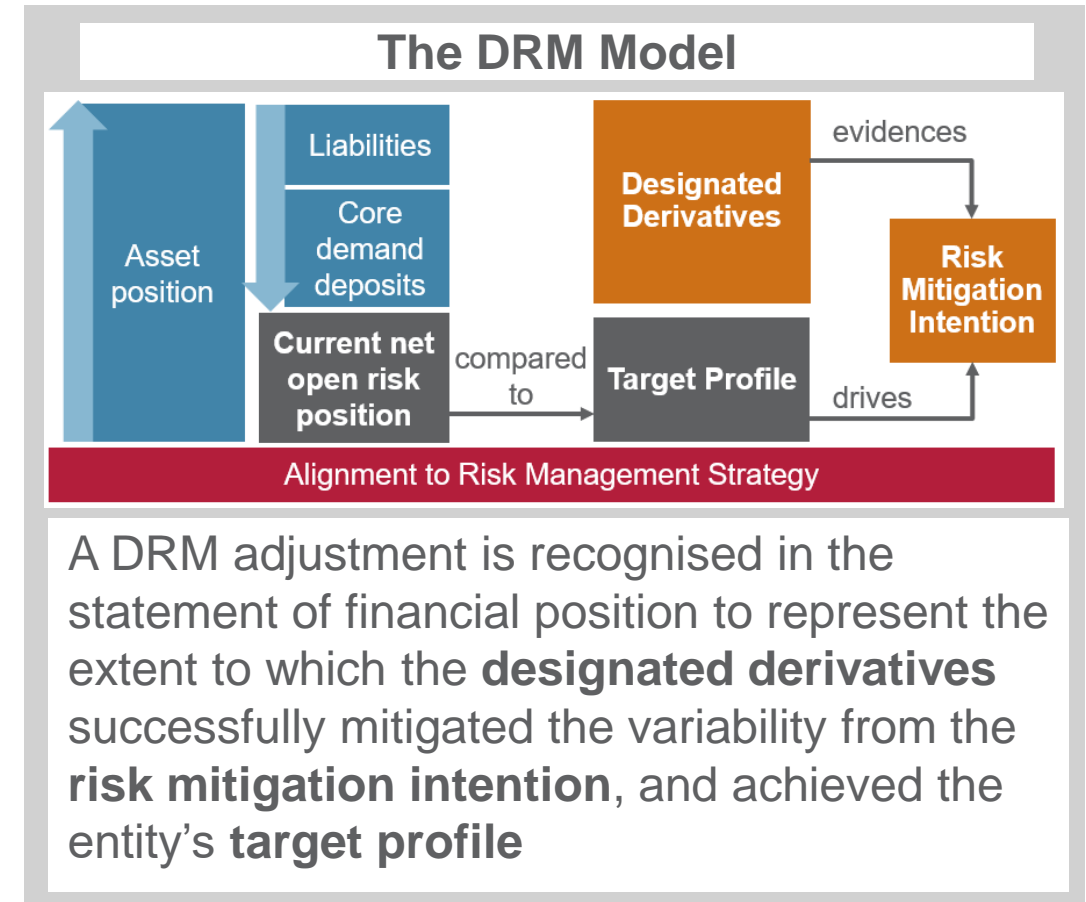 The DRM Model
Asset
position
Liabilities
Core
demand
deposits
Current net
open risk
position
compared
to
Designated
Derivatives
Target Profile
evidences
drives
Risk
Mitigation
Intention
Alignment to Risk Management Strategy
A DRM adjustment is recognised in the
statement of financial position to represent the
extent to which the designated derivatives
successfully mitigated the variability from the
risk mitigation intention, and achieved the
entity’s target profile